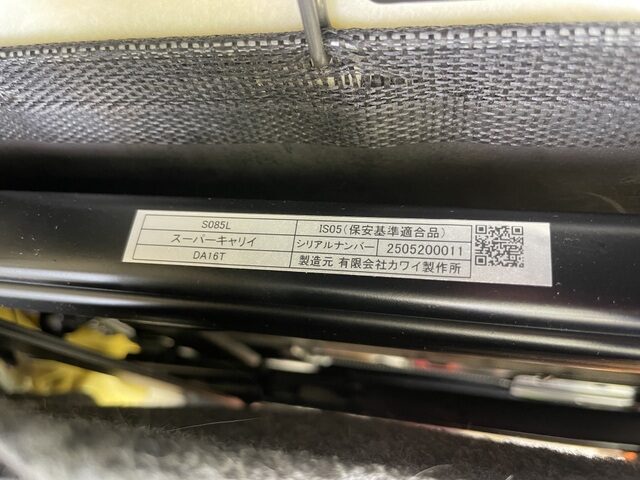 S085L
IS05(保安基準適合品)
スーパーキャリイ
シリアルナンバー 2505200011
DA16T
製造元 有限会社カワイ製作所